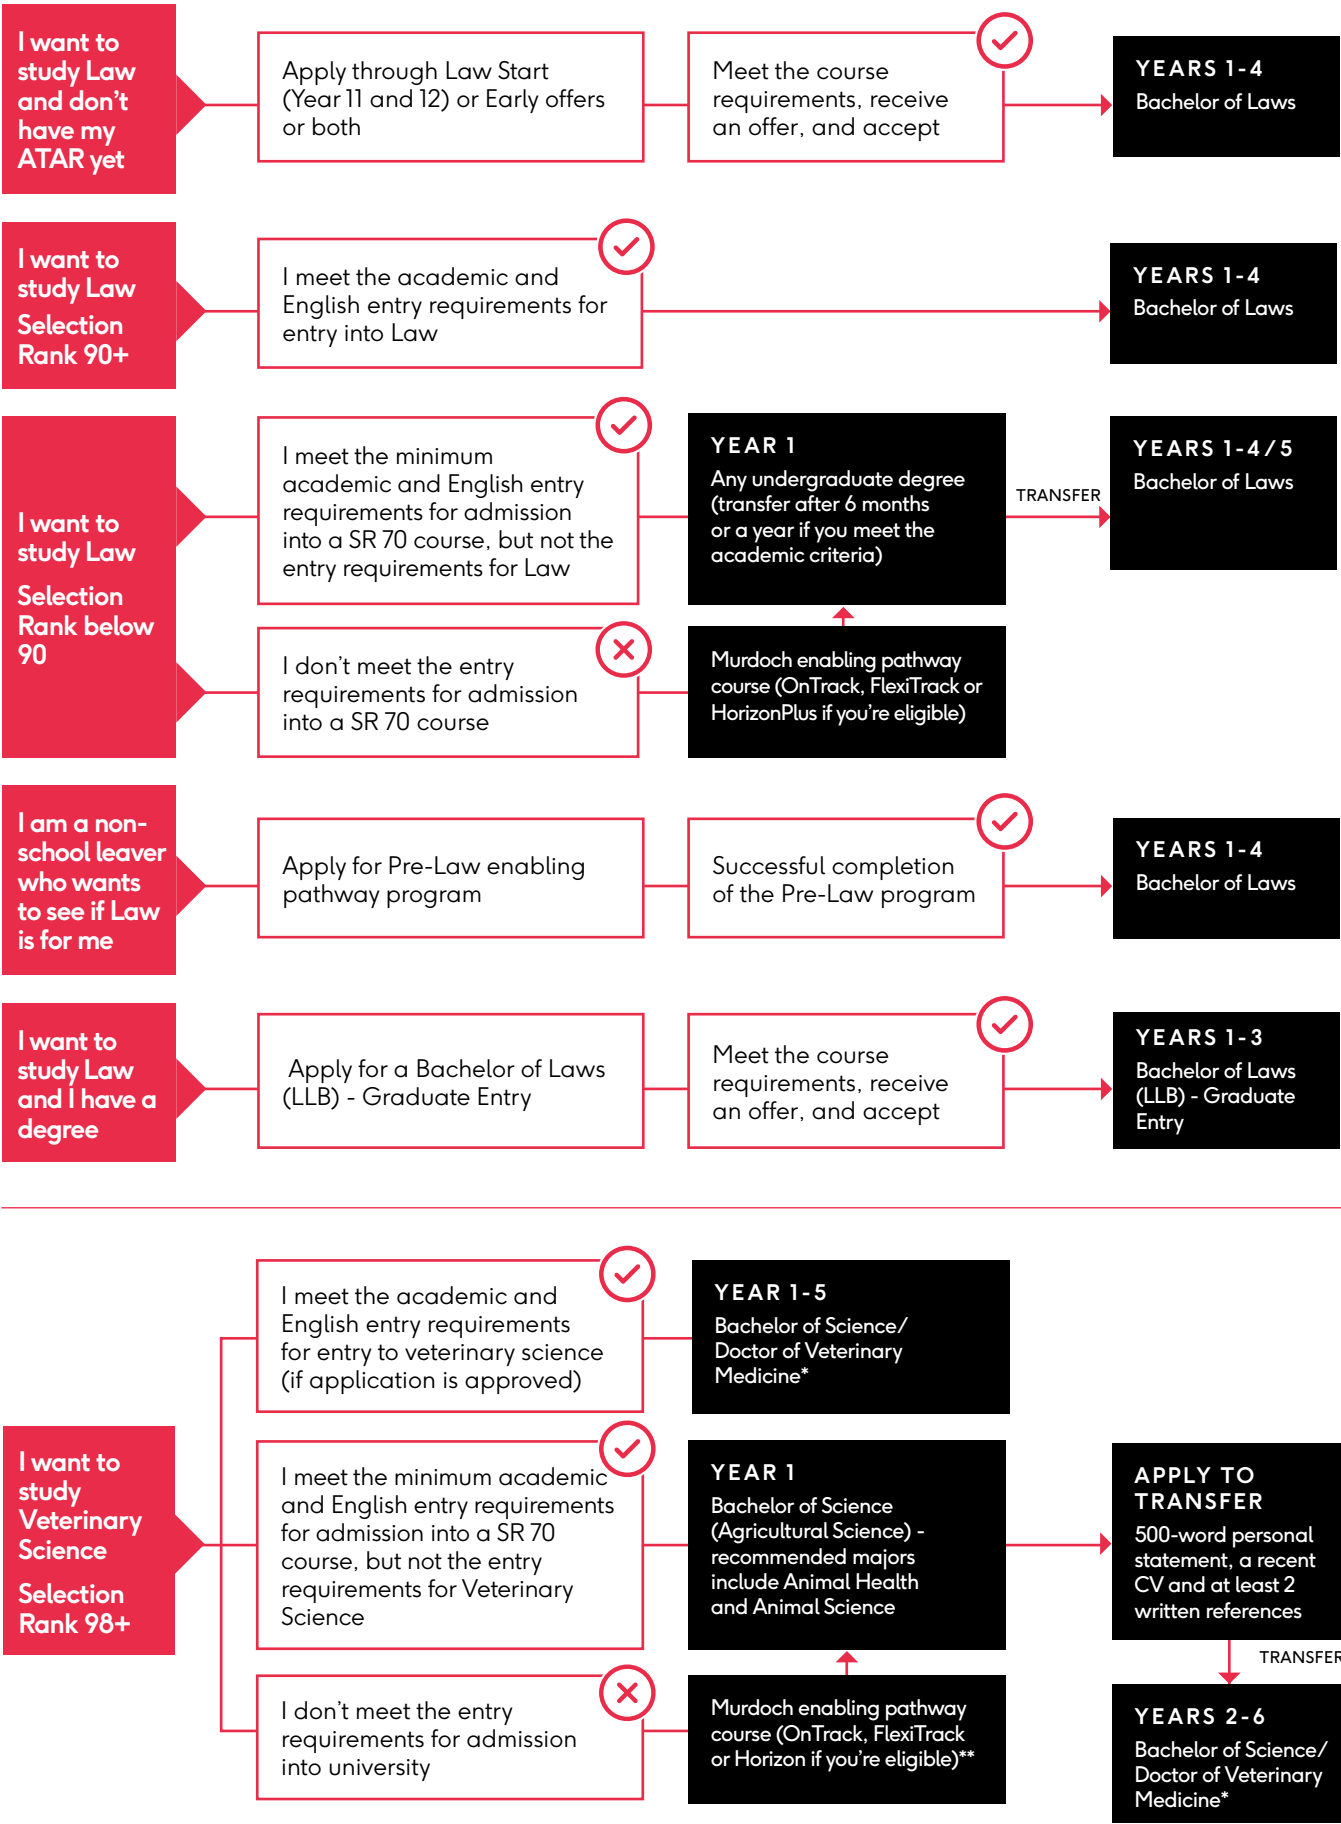 I want to
study Law
and don't
have my
ATAR yet
Apply through Law Start
(Year 11 and 12) or Early offers
or both
Meet the course
requirements, receive
an offer, and accept
YEARS 1-4
Bachelor of Laws
I want to
study Law
Selection
Rank 90+
I meet the academic and
English entry requirements for
entry into Law
YEARS 1-4
Bachelor of Laws
I want to
study Law
Selection
Rank below
90
I meet the minimum
academic and English entry
requirements for admission
into a SR 70 course, but not the
entry requirements for Law
YEAR 1
Any undergraduate degree
(transfer after 6 months
or a year if you meet the
academic criteria)
TRANSFER
YEARS 1-4/5
Bachelor of Laws
I don't meet the entry
requirements for admission
into a SR 70 course
Murdoch enabling pathway
course (OnTrack, FlexiTrack or
HorizonPlus if you're eligible)
I am a non-
school leaver
who wants
to see if Law
is for me
Apply for Pre-Law enabling
pathway program
Successful completion
of the Pre-Law program
YEARS 1-4
Bachelor of Laws
I want to
study Law
and I have a
degree
Apply for a Bachelor of Laws
(LLB) - Graduate Entry
Meet the course
requirements, receive
an offer, and accept
YEARS 1-3
Bachelor of Laws
(LLB) - Graduate
Entry
I want to
study
Veterinary
Science
Selection
Rank 98+
I meet the academic and
English entry requirements
for entry to veterinary science
(if application is approved)
YEAR 1-5
Bachelor of Science/
Doctor of Veterinary
Medicine*
I meet the minimum academic
and English entry requirements
for admission into a SR 70
course, but not the entry
requirements for Veterinary
Science
YEAR 1
Bachelor of Science
(Agricultural Science) -
recommended majors
include Animal Health
and Animal Science
APPLY TO
TRANSFER
500-word personal
statement, a recent
CV and at least 2
written references
TRANSFER
I don't meet the entry
requirements for admission
into university
Murdoch enabling pathway
course (OnTrack, FlexiTrack
or Horizon if you're eligible)**
YEARS 2-6
Bachelor of Science/
Doctor of Veterinary
Medicine*